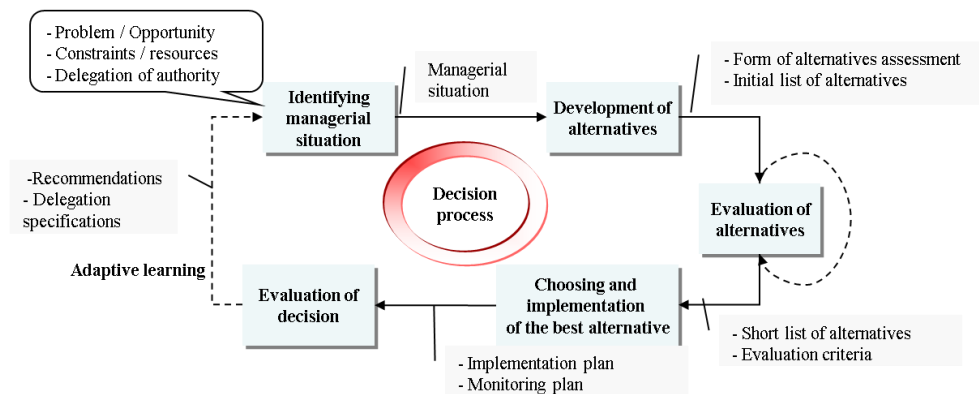 - Problem / Opportunity
- Constraints / resources
- Delegation of authority
Identifying
managerial
situation
Managerial
situation
Development of
alternatives
- Form of alternatives assessment
- Initial list of alternatives
-Recommendations
- Delegation
specifications
Decision
process
Evaluation of
alternatives
Adaptive learning
Evaluation of
decision
Choosing and
implementation
of the best alternative
- Short list of alternatives
- Evaluation criteria
- Implementation plan
- Monitoring plan